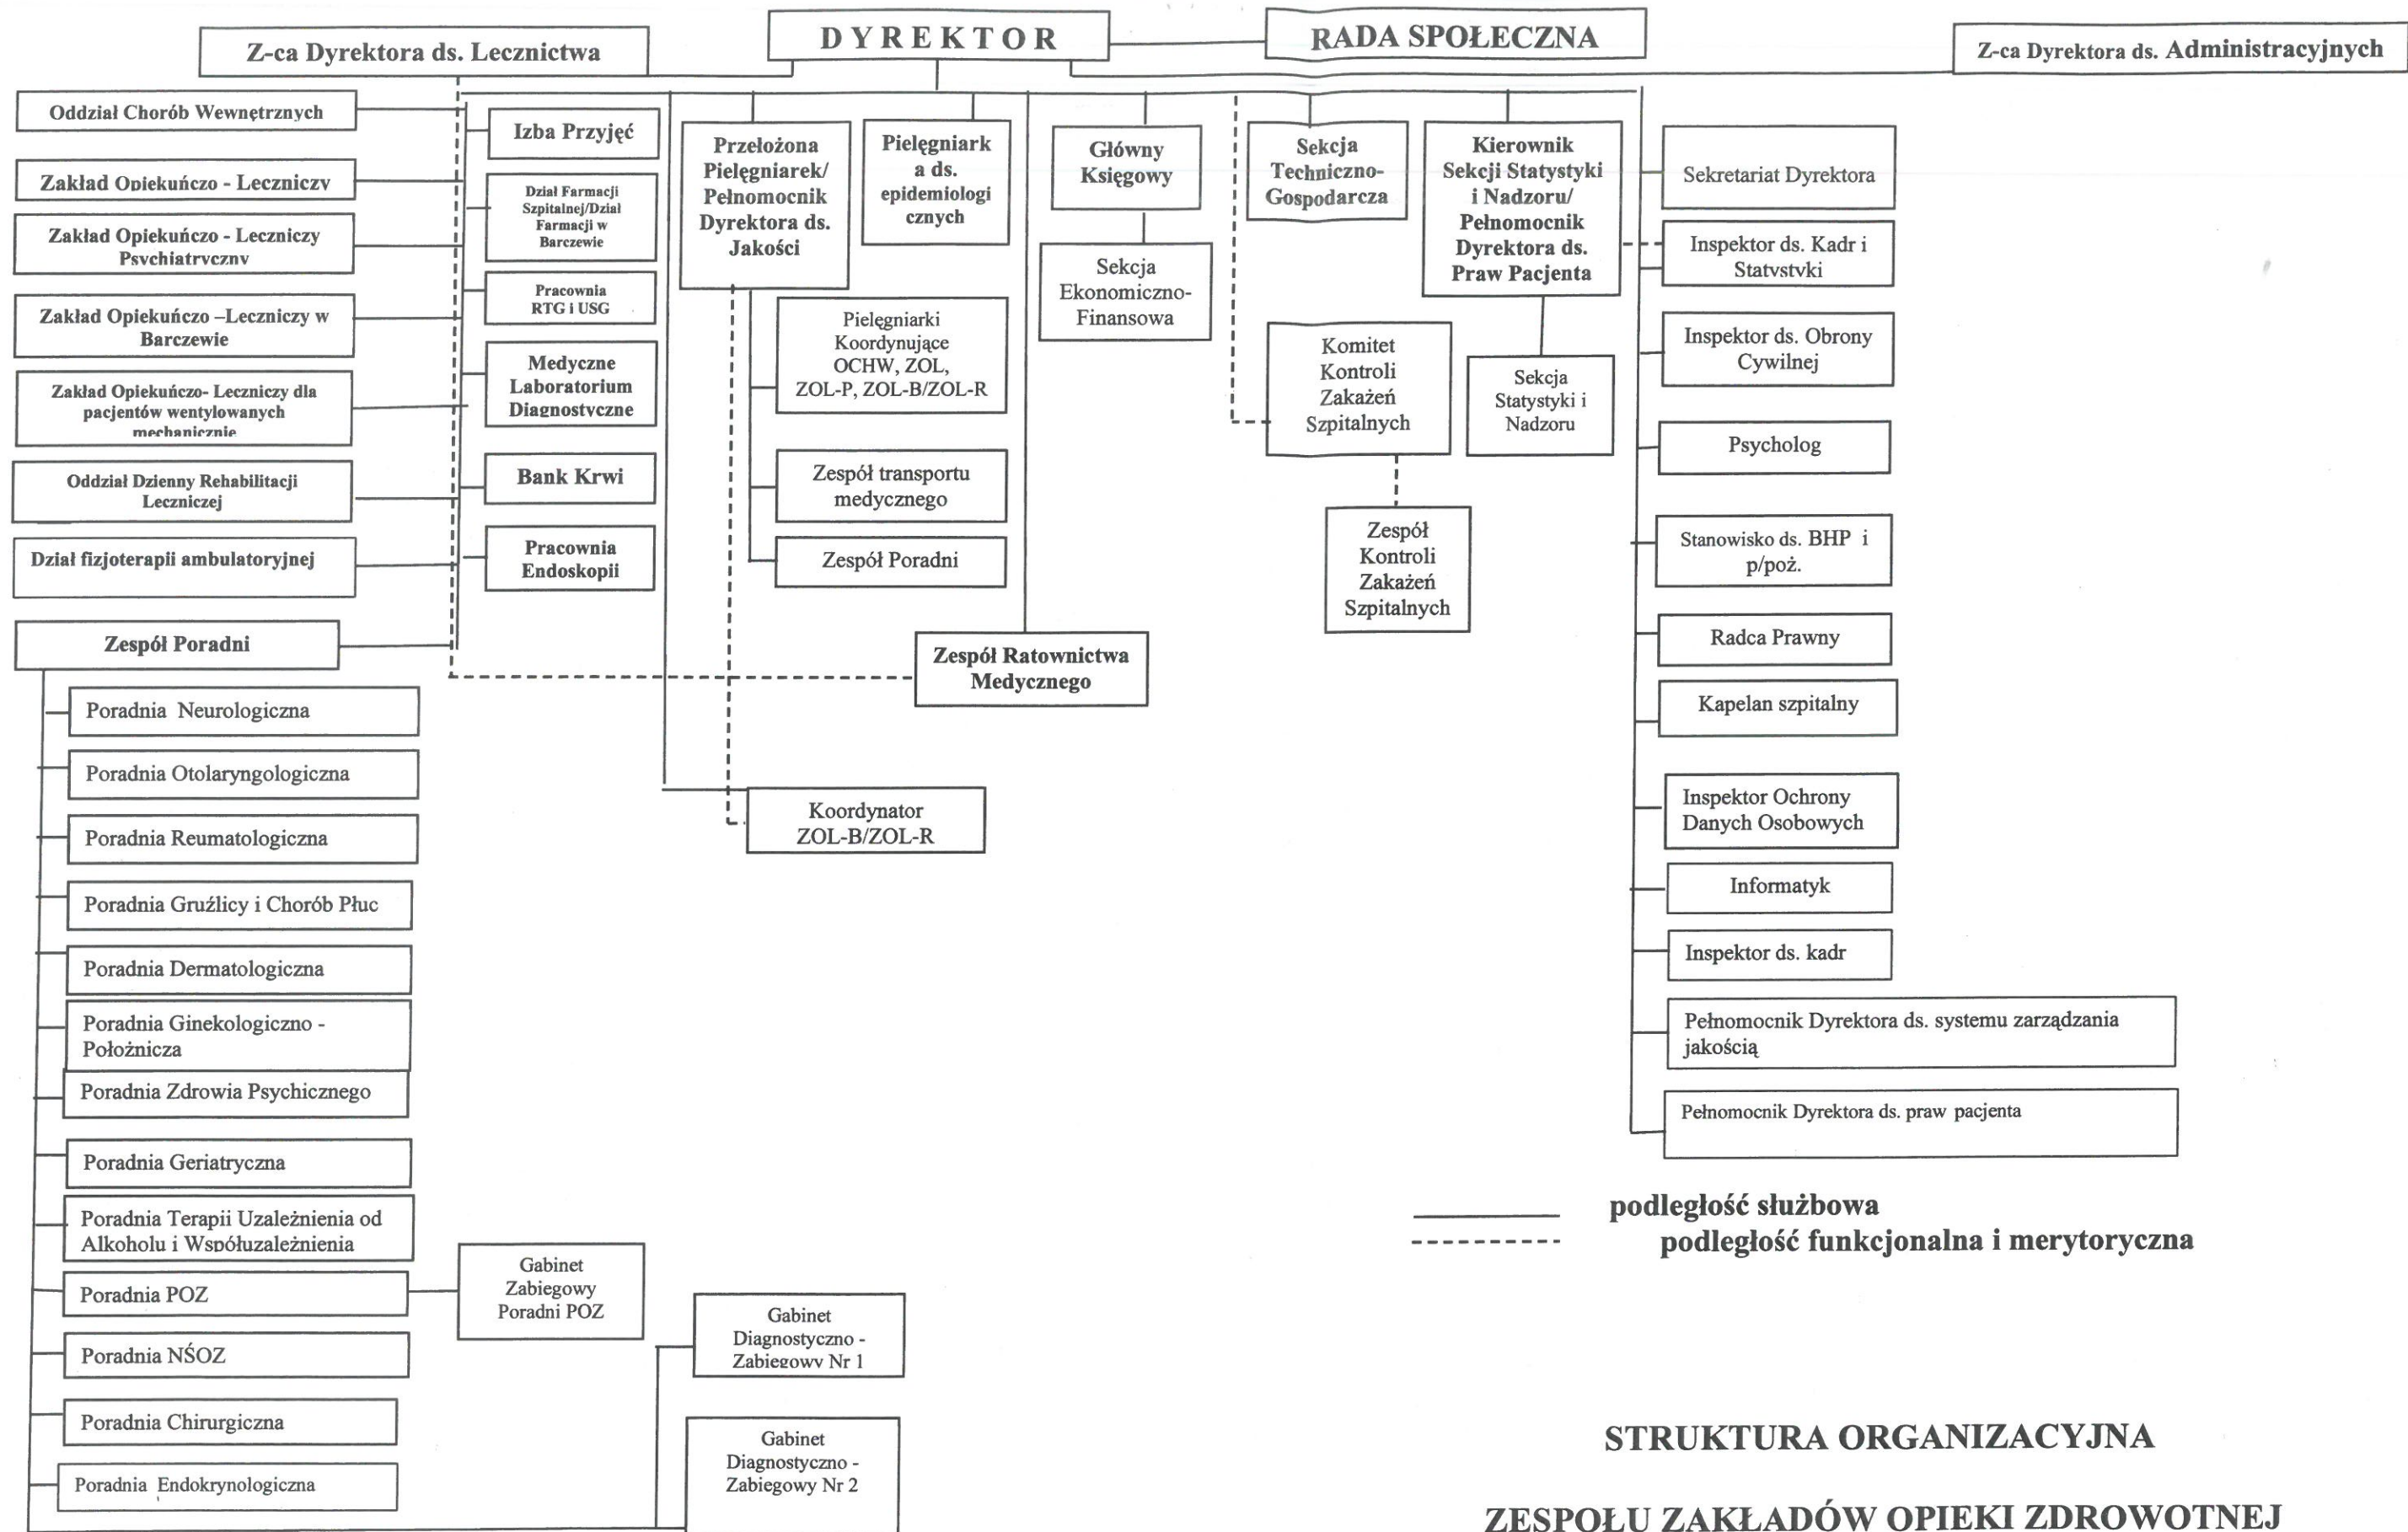 Z-ca Dyrektora ds. Lecznictwa
DYREKTOR
RADA SPOŁECZNA
Z-ca Dyrektora ds. Administracyjnych
Oddział Chorób Wewnętrznych
Zakład Opiekuńczo - Leczniczy
Zakład Opiekuńczo - Leczniczy
Psychiatryczny
Zakład Opiekuńczo –Leczniczy w
Barczewie
Zakład Opiekuńczo- Leczniczy dla
pacjentów wentylowanych
mechanicznie
Oddział Dzienny Rehabilitacji
Leczniczej
Dział fizjoterapii ambulatoryjnej
Zespół Poradni
Izba Przyjęć
Dział Farmacji
Szpitalnej/Dział
Farmacji w
Barczewie
Pracownia
RTG i USG
Medyczne
Laboratorium
Diagnostyczne
Bank Krwi
Pracownia
Endoskopii
Przełożona
Pielęgniarek/
Pełnomocnik
Dyrektora ds.
Jakości
Pielęgniark
a ds.
epidemiologi
cznych
Pielęgniarki
Koordynujące
OCHW, ZOL,
ZOL-P, ZOL-B/ZOL-R
Zespół transportu
medycznego
Zespół Poradni
Zespół Ratownictwa
Medycznego
Koordynator
ZOL-B/ZOL-R
Główny
Księgowy
Sekcja
Ekonomiczno-
Finansowa
Sekcja
Techniczno-
Gospodarcza
Komitet
Kontroli
Zakażeń
Szpitalnych
Zespół
Kontroli
Zakażeń
Szpitalnych
Kierownik
Sekcji Statystyki
i Nadzoru/
Pełnomocnik
Dyrektora ds.
Praw Pacjenta
Sekcja
Statystyki i
Nadzoru
Sekretariat Dyrektora
Inspektor ds. Kadr i
Statystyki
Inspektor ds. Obrony
Cywilnej
Psycholog
Stanowisko ds. BHP i
p/poż.
Radca Prawny
Kapelan szpitalny
Inspektor Ochrony
Danych Osobowych
Informatyk
Inspektor ds. kadr
Pełnomocnik Dyrektora ds. systemu zarządzania
jakością
Pełnomocnik Dyrektora ds. praw pacjenta
Poradnia Neurologiczna
Poradnia Otolaryngologiczna
Poradnia Reumatologiczna
Poradnia Gruźlicy i Chorób Płuc
Poradnia Dermatologiczna
Poradnia Ginekologiczno -
Położnicza
Poradnia Zdrowia Psychicznego
Poradnia Geriatryczna
Poradnia Terapii Uzależnienia od
Alkoholu i Współuzależnienia
Poradnia POZ
Poradnia NŚOZ
Poradnia Chirurgiczna
Poradnia Endokrynologiczna
Gabinet
Zabiegowy
Poradni POZ
Gabinet
Diagnostyczno -
Zabiegowy Nr 1
Gabinet
Diagnostyczno -
Zabiegowy Nr 2
podległość służbowa
podległość funkcjonalna i merytoryczna
STRUKTURA ORGANIZACYJNA
ZESPOŁU ZAKŁADÓW OPIEKI ZDROWOTNEJ